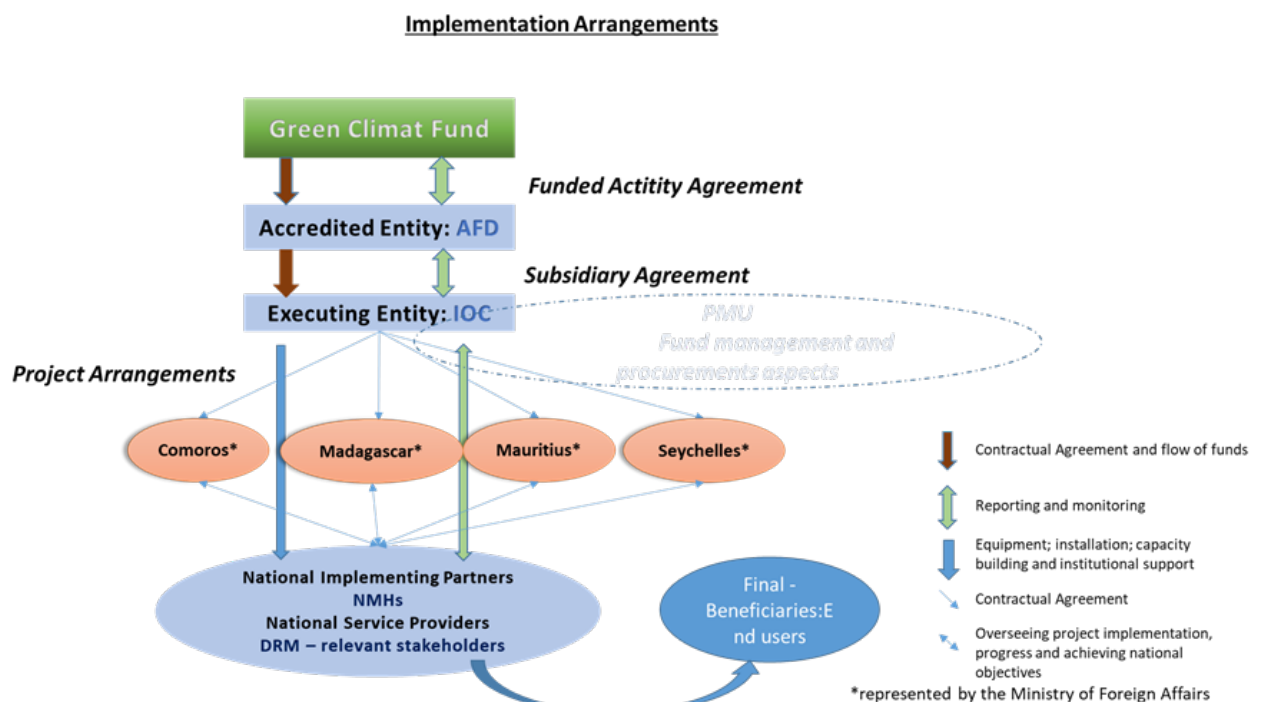 Implementation Arrangements
Green Climat Fund
Funded Actitity Agreement
Accredited Entity: AFD
Subsidiary Agreement
Executing Entity: IOC
PMU
Fund management and
procurements aspects
Project Arrangements
Comoros*
Madagascar*
Mauritius*
Seychelles*
Contractual Agreement and flow of funds
Reporting and monitoring
Equipment; installation; capacity
building and institutional support
Contractual Agreement
Overseeing project implementation,
progress and achieving national
objectives
National Implementing Partners
NMHs
National Service Providers
DRM – relevant stakeholders
Final -
Beneficiaries:E
nd users
*represented by the Ministry of Foreign Affairs